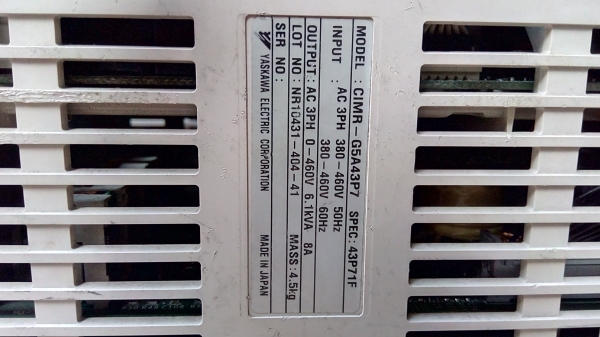 MODEL : CIMR-G5A43P7 SPEC: 43P71F
INPUT : AC 3PH 380-460V 50Hz
380-460V 60Hz
OUTPUT : AC 3PH 0-460V 6.1kVA 8A
LOT NO : NR10431-404-41 MASS: 4.5kg
SER NO :
YASKAWA ELECTRIC CORPORATION MADE IN JAPAN